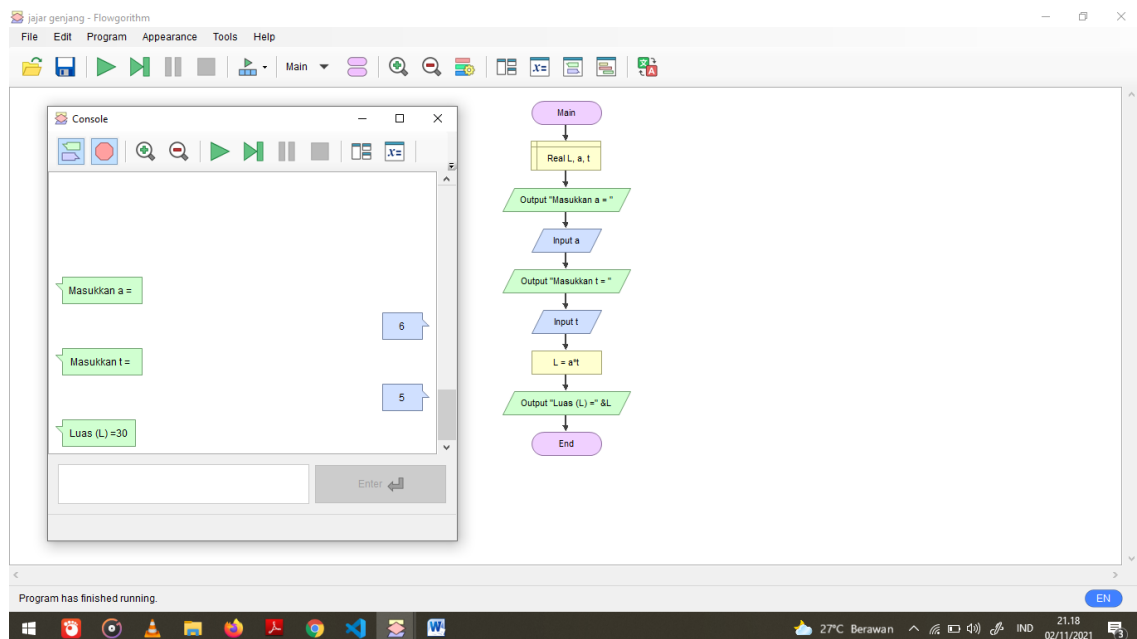 jajar genjang - Flowgorithm
File Edit Program Appearance Tools Help
Main
Console
Masukkan a =
6
Masukkan t =
5
Luas (L) =30
Enter
Main
Real L, a, t
Output "Masukkan a = "
Input a
Output "Masukkan t = "
Input t
L = a*t
Output "Luas (L) =" &L
End
Program has finished running.
EN
27°C Berawan
IND
21.18
02/11/2021